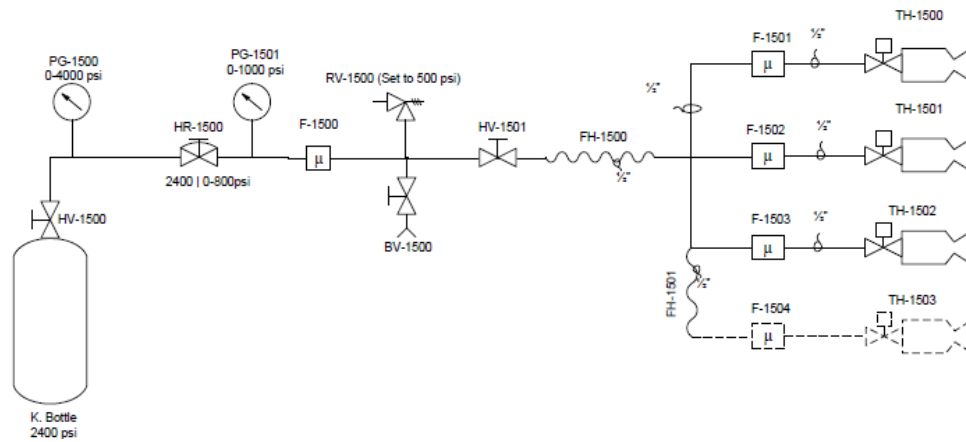 PG-1500
0-4000 psi
PG-1501
0-1000 psi
RV-1500 (Set to 500 psi)
HR-1500
2400 | 0-800psi
F-1500
μ
HV-1501
FH-1500
½"
BV-1500
HV-1500
K. Bottle
2400 psi
½"
F-1501
μ
½"
TH-1500
F-1502
μ
½"
TH-1501
F-1503
μ
½"
TH-1502
FH-1501
½"
F-1504
μ
TH-1503